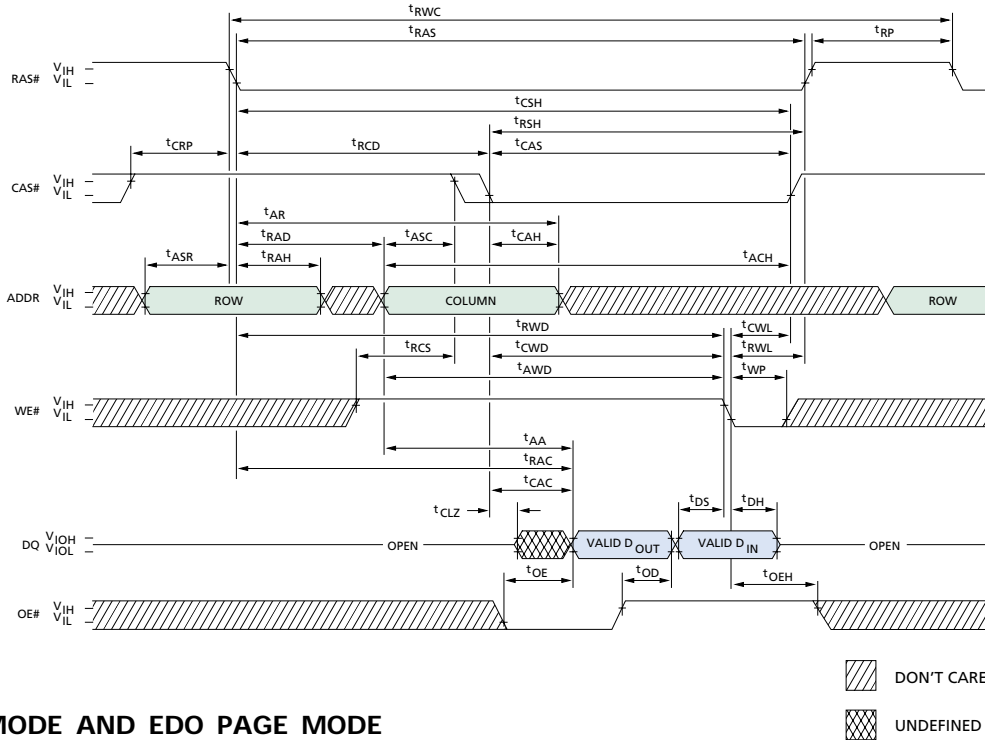 tRWC
tRAS
tRP
RAS# VIH
VIL
tCSH
tRSH
tCRP
tRCD
tCAS
CAS# VIH
VIL
tAR
tRAD
tASC
tCAH
tASR
tRAH
tACH
ADDR VIH
VIL
ROW
COLUMN
ROW
tRWD
tCWL
tRCS
tCWD
tRWL
tAWD
tWP
WE# VIH
VIL
tAA
tRAC
tCAC
tCLZ
tDS
tDH
DQ VIOH
VIOL
OPEN
VALID DOUT
VALID DIN
OPEN
tOE
tOD
tOEH
OE# VIH
VIL
DON'T CARE
UNDEFINED
MODE AND EDO PAGE MODE